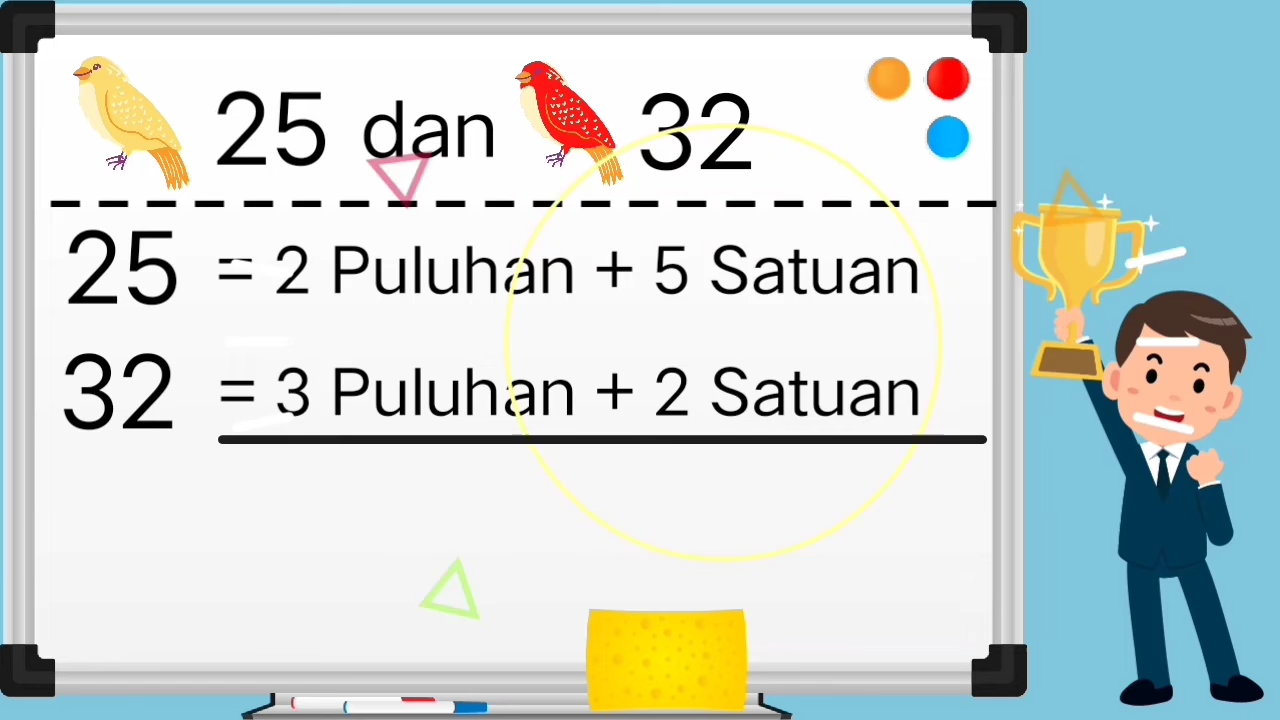 25 dan 32
25 = 2 Puluhan + 5 Satuan
32 = 3 Puluhan + 2 Satuan